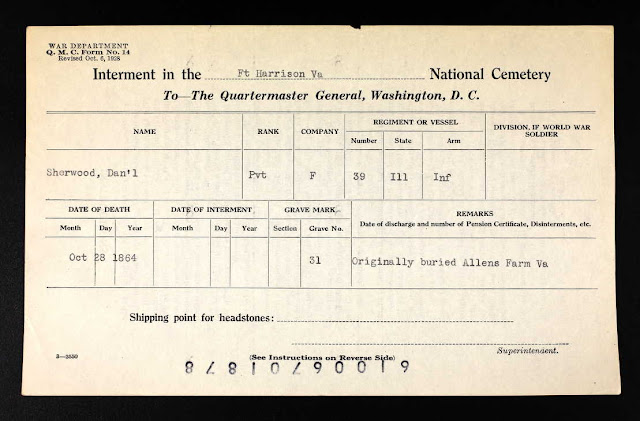 WAR DEPARTMENT
Q. M. C. Form No. 14
Revised Oct. 6, 1928
Interment in the Ft Harrison Va National Cemetery
To—The Quartermaster General, Washington, D. C.
NAME RANK COMPANY REGIMENT OR VESSEL DIVISION, IF WORLD WAR SOLDIER
Number State Arm
Sherwood, Dan'l Pvt F 39 Ill Inf
DATE OF DEATH DATE OF INTERMENT GRAVE MARK REMARKS
Month Day Year Month Day Year Section Grave No. Date of discharge and number of Pension Certificate, Disinterments, etc.
Oct 28 1864 31 Originally buried Allens Farm Va
Shipping point for headstones:
Superintendent.
3—3550 (See Instructions on Reverse Side)